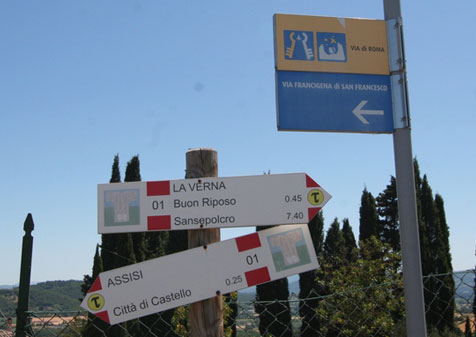 VIA di ROMA
VIA FRANCIGENA di SAN FRANCESCO
LA VERNA
01 Buon Riposo 0.45
Sansepolcro 7.40
ASSISI 01
Città di Castello 0.25